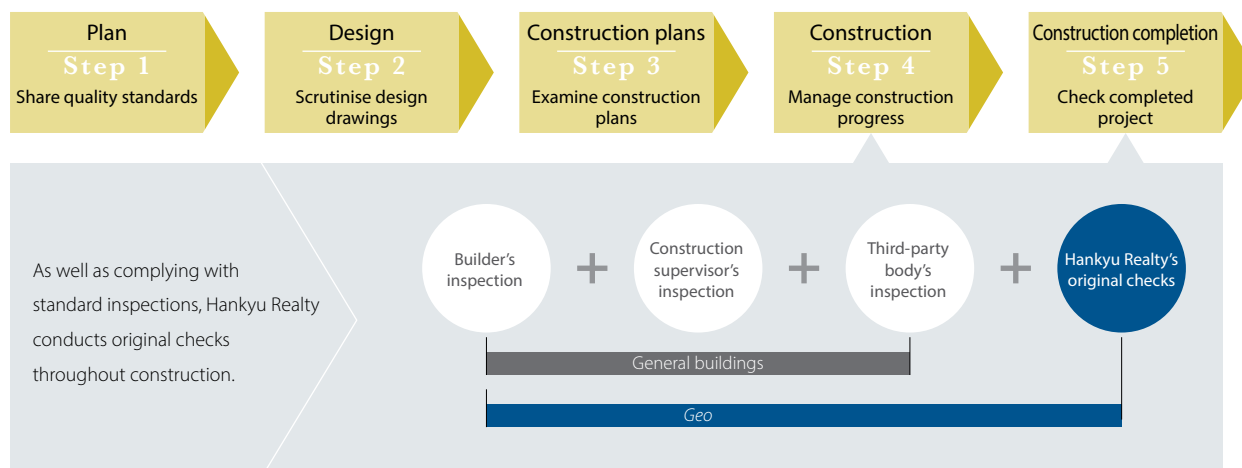 Plan
Step 1
Share quality standards
Design
Step 2
Scrutinise design
drawings
Construction plans
Step 3
Examine construction
plans
Construction
Step 4
Manage construction
progress
Construction completion
Step 5
Check completed
project
As well as complying with
standard inspections, Hankyu Realty
conducts original checks
throughout construction.
Builder’s
inspection
+
Construction
supervisor’s
inspection
+
Third-party
body’s
inspection
+
Hankyu Realty’s
original checks
General buildings
Geo